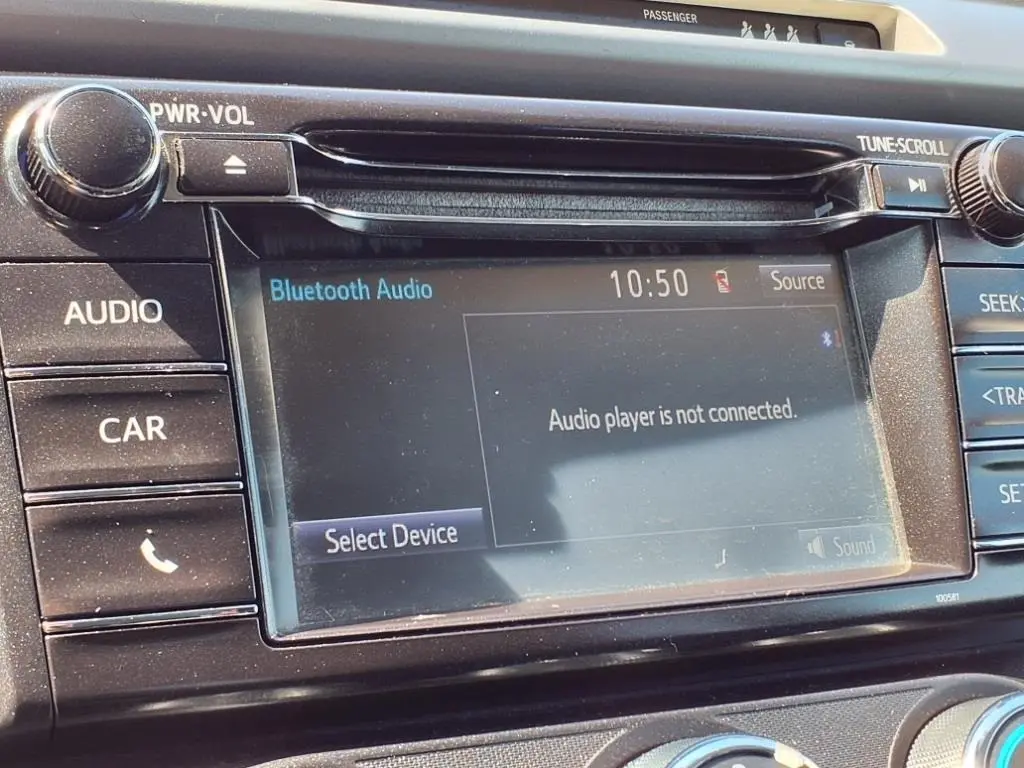 PASSENGER
PWR·VOL
TUNE·SCROLL
AUDIO
CAR
Bluetooth Audio
10:50
Source
Audio player is not connected.
Select Device
Sound
SEEK
<TRA
SE
100581